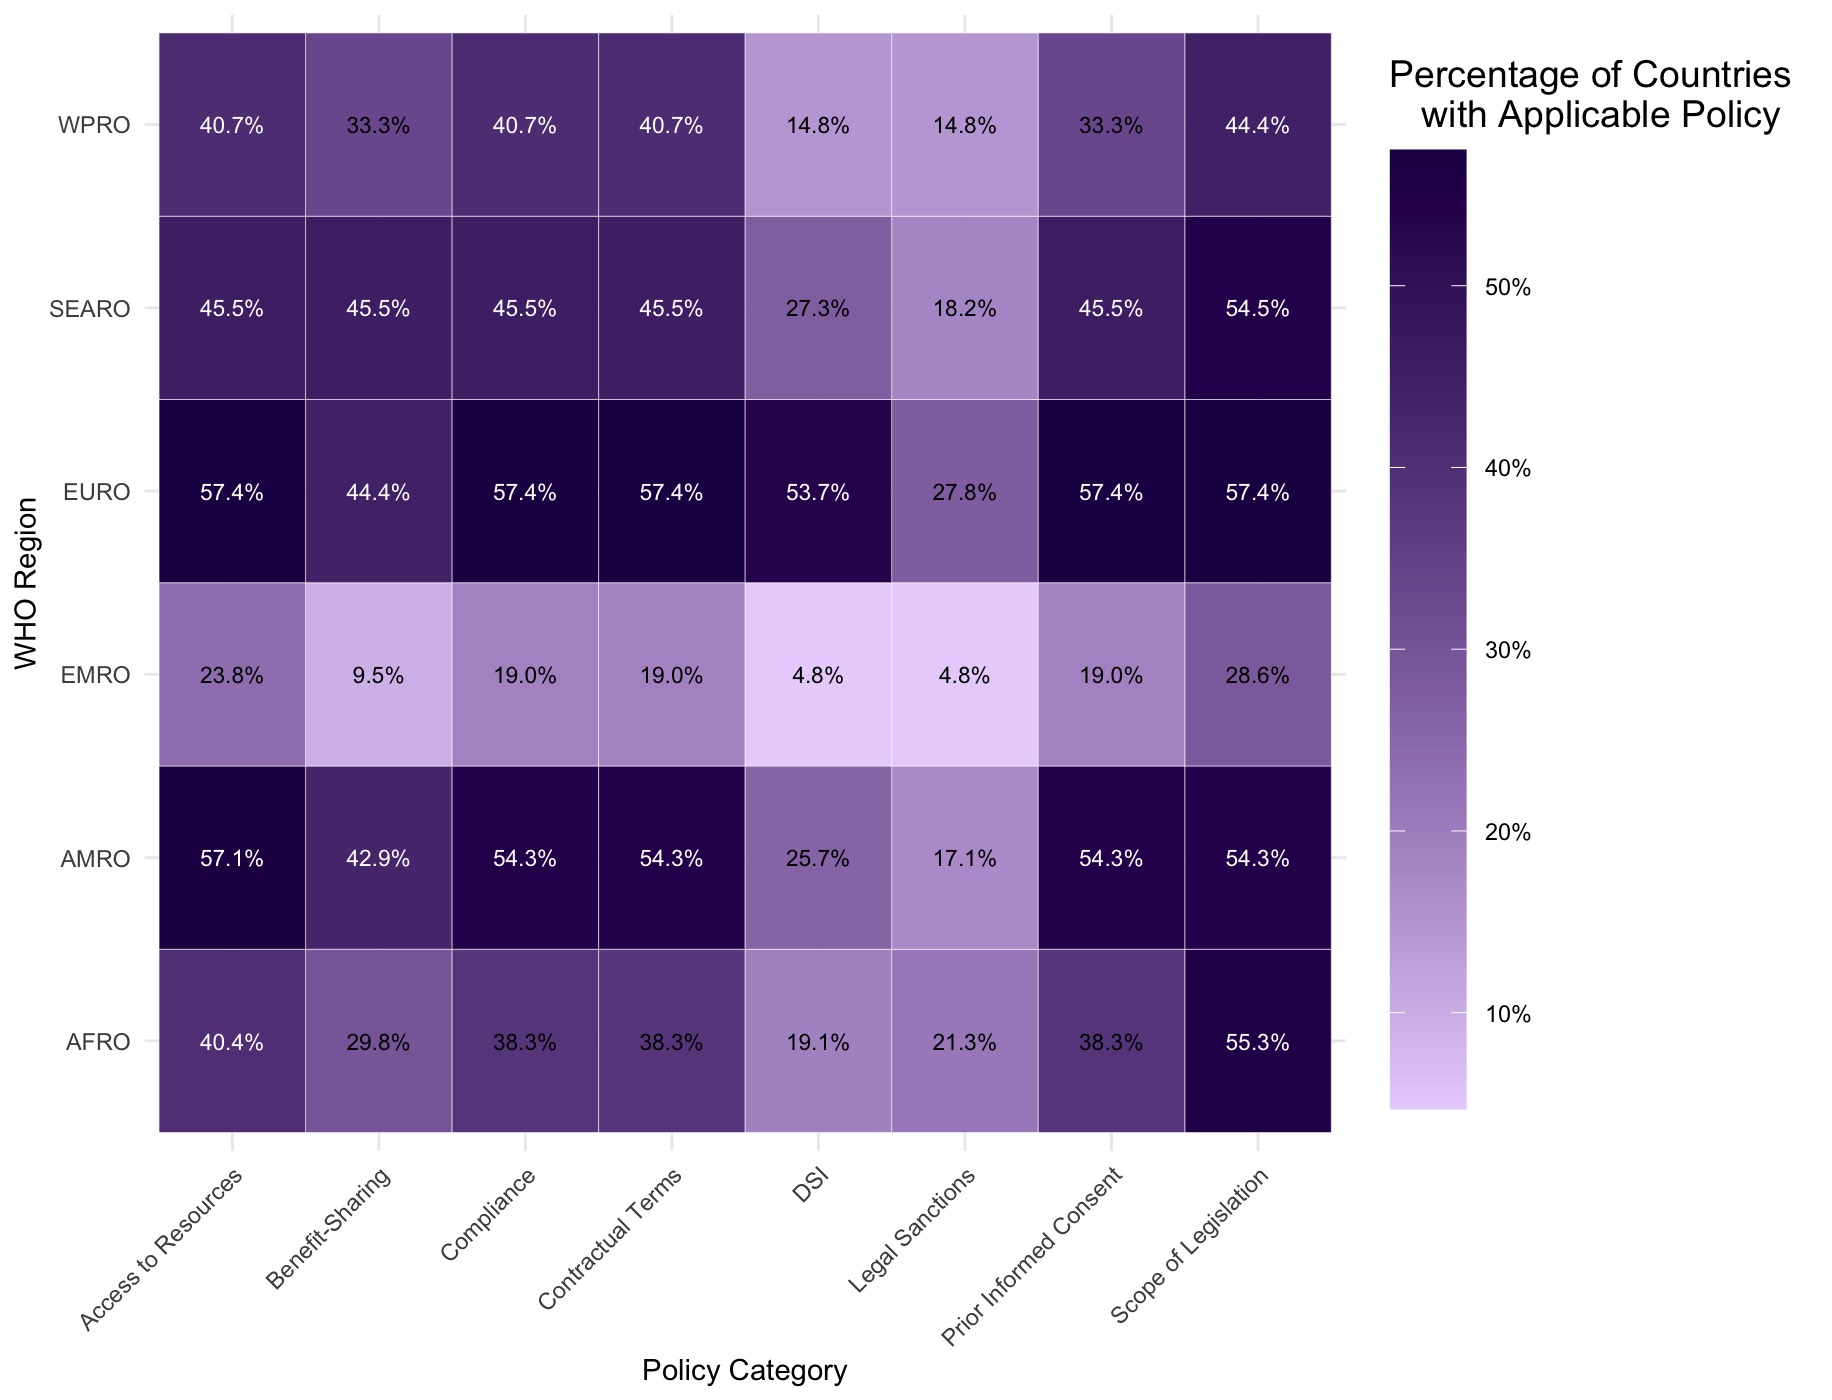 Percentage of Countries
with Applicable Policy
WPRO 40.7% 33.3% 40.7% 40.7% 14.8% 14.8% 33.3% 44.4%
SEARO 45.5% 45.5% 45.5% 45.5% 27.3% 18.2% 45.5% 54.5%
EURO 57.4% 44.4% 57.4% 57.4% 53.7% 27.8% 57.4% 57.4%
EMRO 23.8% 9.5% 19.0% 19.0% 4.8% 4.8% 19.0% 28.6%
AMRO 57.1% 42.9% 54.3% 54.3% 25.7% 17.1% 54.3% 54.3%
AFRO 40.4% 29.8% 38.3% 38.3% 19.1% 21.3% 38.3% 55.3%
50%
40%
30%
20%
10%
WHO Region
Access to Resources
Benefit-Sharing
Compliance
Contractual Terms
DSI
Legal Sanctions
Prior Informed Consent
Scope of Legislation
Policy Category